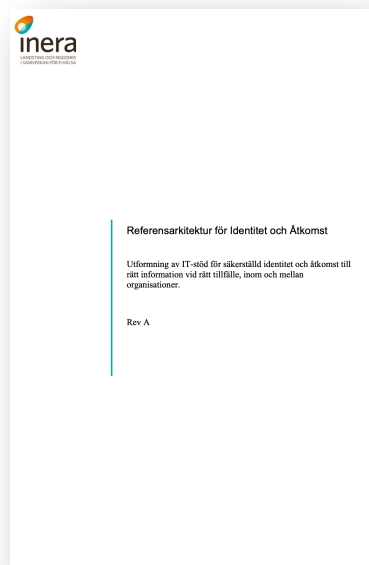 inera
LANDSTING OCH REGIONER
I SAMVERKAN FÖR E-HÄLSA
Referensarkitektur för Identitet och Åtkomst
Utformning av IT-stöd för säkerställd identitet och åtkomst till
rätt information vid rätt tillfälle, inom och mellan
organisationer.
Rev A